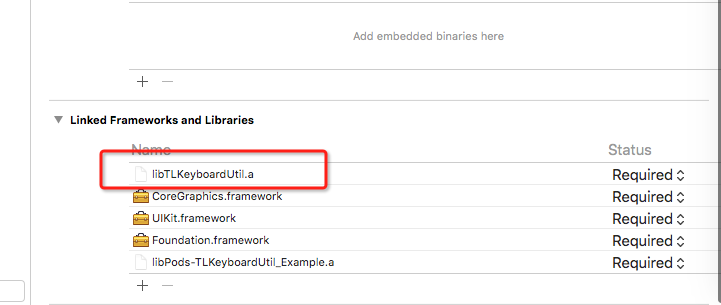 Add embedded binaries here
Linked Frameworks and Libraries
Name Status
libTLKeyboardUtil.a Required
CoreGraphics.framework Required
UIKit.framework Required
Foundation.framework Required
libPods-TLKeyboardUtil_Example.a Required